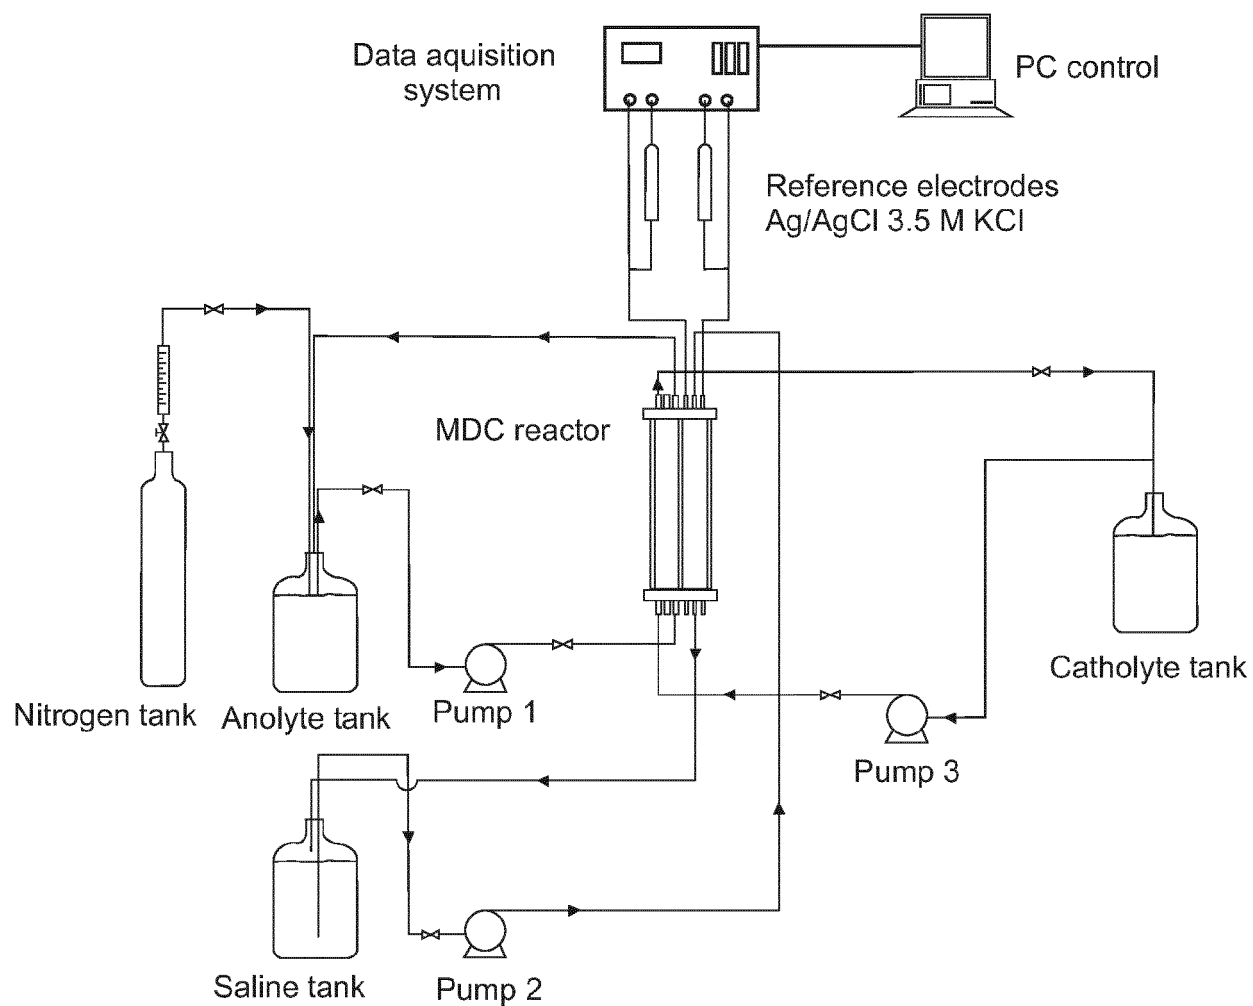 Data aquisition
system
PC control
Reference electrodes
Ag/AgCl 3.5 M KCl
MDC reactor
Nitrogen tank
Anolyte tank
Pump 1
Catholyte tank
Pump 3
Saline tank
Pump 2